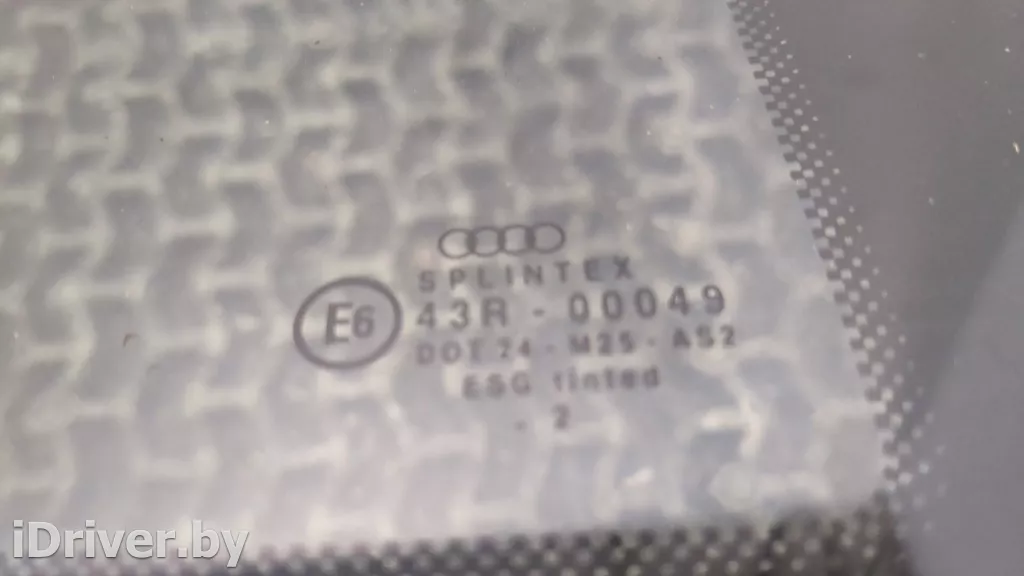 SPLINTEX
E6
43R - 00049
DOT 24 - M25 - AS2
ESG tinted
. 2
iDriver.by